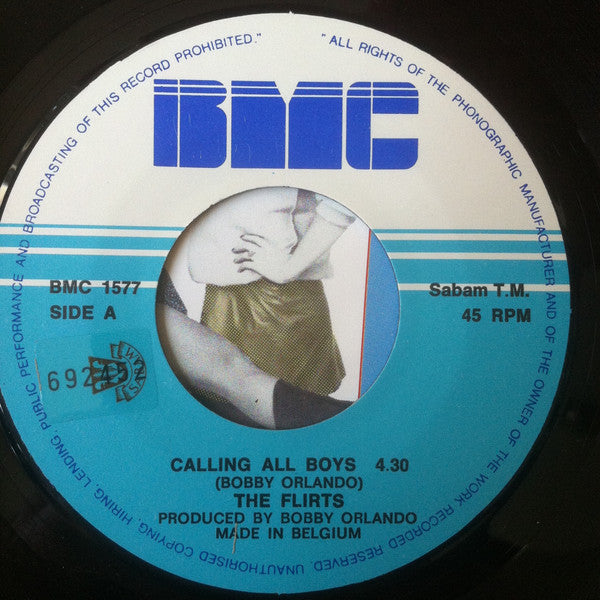 " ALL RIGHTS OF THE PHONOGRAPHIC MANUFACTURER AND OF THE OWNER OF THE WORK RECORDED RESERVED. UNAUTHORISED COPYING, HIRING, LENDING, PUBLIC PERFORMANCE AND BROADCASTING OF THIS RECORD PROHIBITED."
BMC
BMC 1577
SIDE A
Sabam T.M.
45 RPM
CALLING ALL BOYS 4.30
(BOBBY ORLANDO)
THE FLIRTS
PRODUCED BY BOBBY ORLANDO
MADE IN BELGIUM